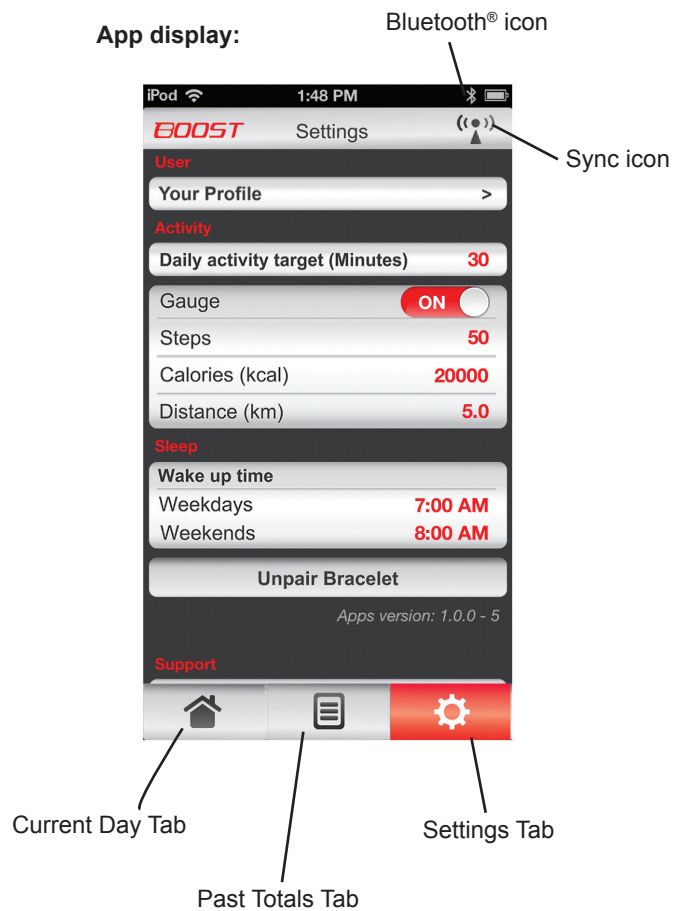 Bluetooth® icon
App display:
iPod 1:48 PM
BOOST Settings
Sync icon
User
Your Profile >
Activity
Daily activity target (Minutes) 30
Gauge ON
Steps 50
Calories (kcal) 20000
Distance (km) 5.0
Sleep
Wake up time
Weekdays 7:00 AM
Weekends 8:00 AM
Unpair Bracelet
Apps version: 1.0.0 - 5
Support
Current Day Tab
Settings Tab
Past Totals Tab